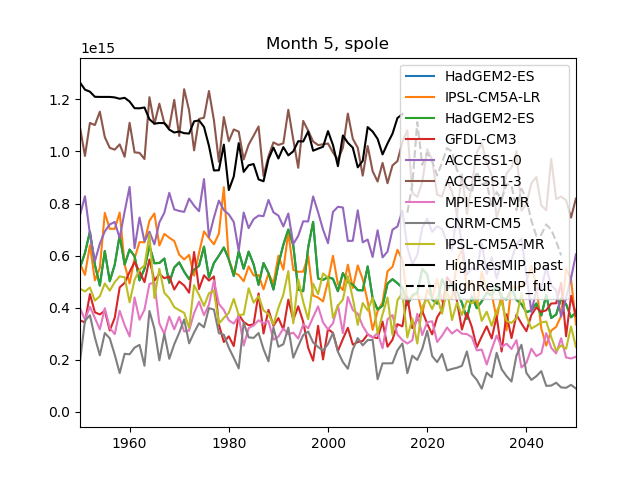 Month 5, spole
1e15
1.2
1.0
0.8
0.6
0.4
0.2
0.0
1960
1980
2000
2020
2040
HadGEM2-ES
IPSL-CM5A-LR
HadGEM2-ES
GFDL-CM3
ACCESS1-0
ACCESS1-3
MPI-ESM-MR
CNRM-CM5
IPSL-CM5A-MR
HighResMIP_past
HighResMIP_fut